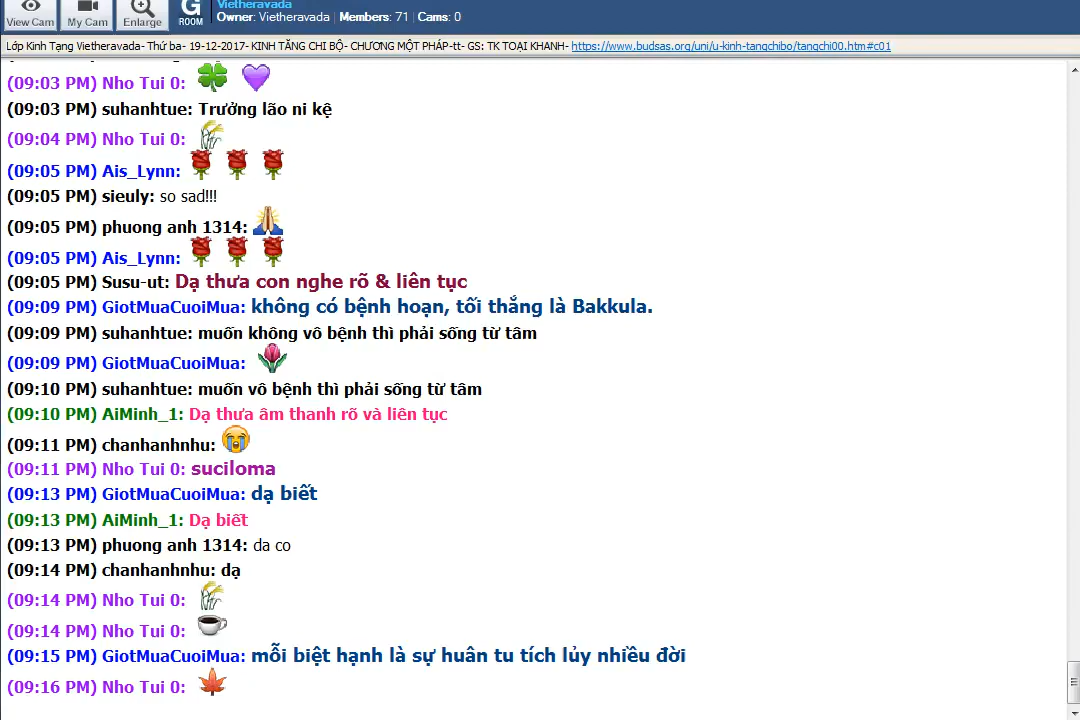 Vietheravada
View Cam My Cam Enlarge G ROOM Owner: Vietheravada | Members: 71 | Cams: 0
Lớp Kinh Tạng Vietheravada- Thứ ba- 19-12-2017- KINH TĂNG CHI BỘ- CHƯƠNG MỘT PHÁP-tt- GS: TK TOẠI KHANH- https://www.budsas.org/uni/u-kinh-tangchibo/tangchi00.htm#c01
(09:03 PM) Nho Tui 0:
(09:03 PM) suhanhtue: Trưởng lão ni kệ
(09:04 PM) Nho Tui 0:
(09:05 PM) Ais_Lynn:
(09:05 PM) sieuly: so sad!!!
(09:05 PM) phuong anh 1314:
(09:05 PM) Ais_Lynn:
(09:05 PM) Susu-ut: Dạ thưa con nghe rõ & liên tục
(09:09 PM) GiotMuaCuoiMua: không có bệnh hoạn, tối thắng là Bakkula.
(09:09 PM) suhanhtue: muốn không vô bệnh thì phải sống từ tâm
(09:09 PM) GiotMuaCuoiMua:
(09:10 PM) suhanhtue: muốn vô bệnh thì phải sống từ tâm
(09:10 PM) AiMinh_1: Dạ thưa âm thanh rõ và liên tục
(09:11 PM) chanhanhnhu:
(09:11 PM) Nho Tui 0: suciloma
(09:13 PM) GiotMuaCuoiMua: dạ biết
(09:13 PM) AiMinh_1: Dạ biết
(09:13 PM) phuong anh 1314: da co
(09:14 PM) chanhanhnhu: dạ
(09:14 PM) Nho Tui 0:
(09:14 PM) Nho Tui 0:
(09:15 PM) GiotMuaCuoiMua: mỗi biệt hạnh là sự huân tu tích lủy nhiều đời
(09:16 PM) Nho Tui 0: